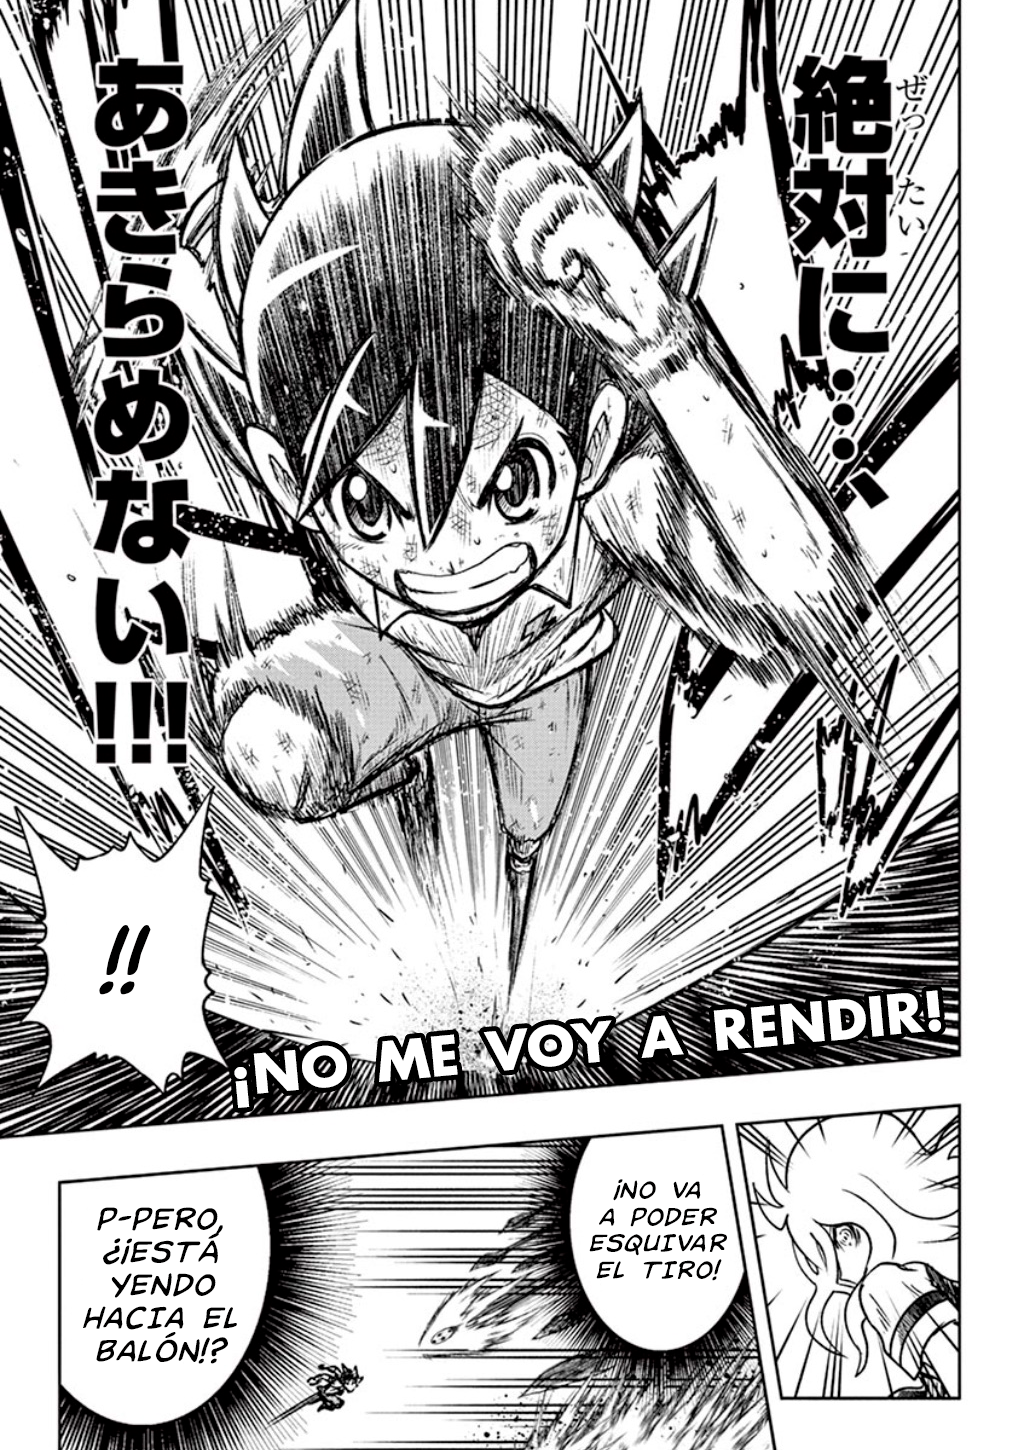 絶対に…、
ぜったい
あきらめない!!!
!!
¡NO ME VOY A RENDIR!
¡NO VA
A PODER
ESQUIVAR
EL TIRO!
P-PERO,
¿¡ESTÁ
YENDO
HACIA EL
BALÓN!?